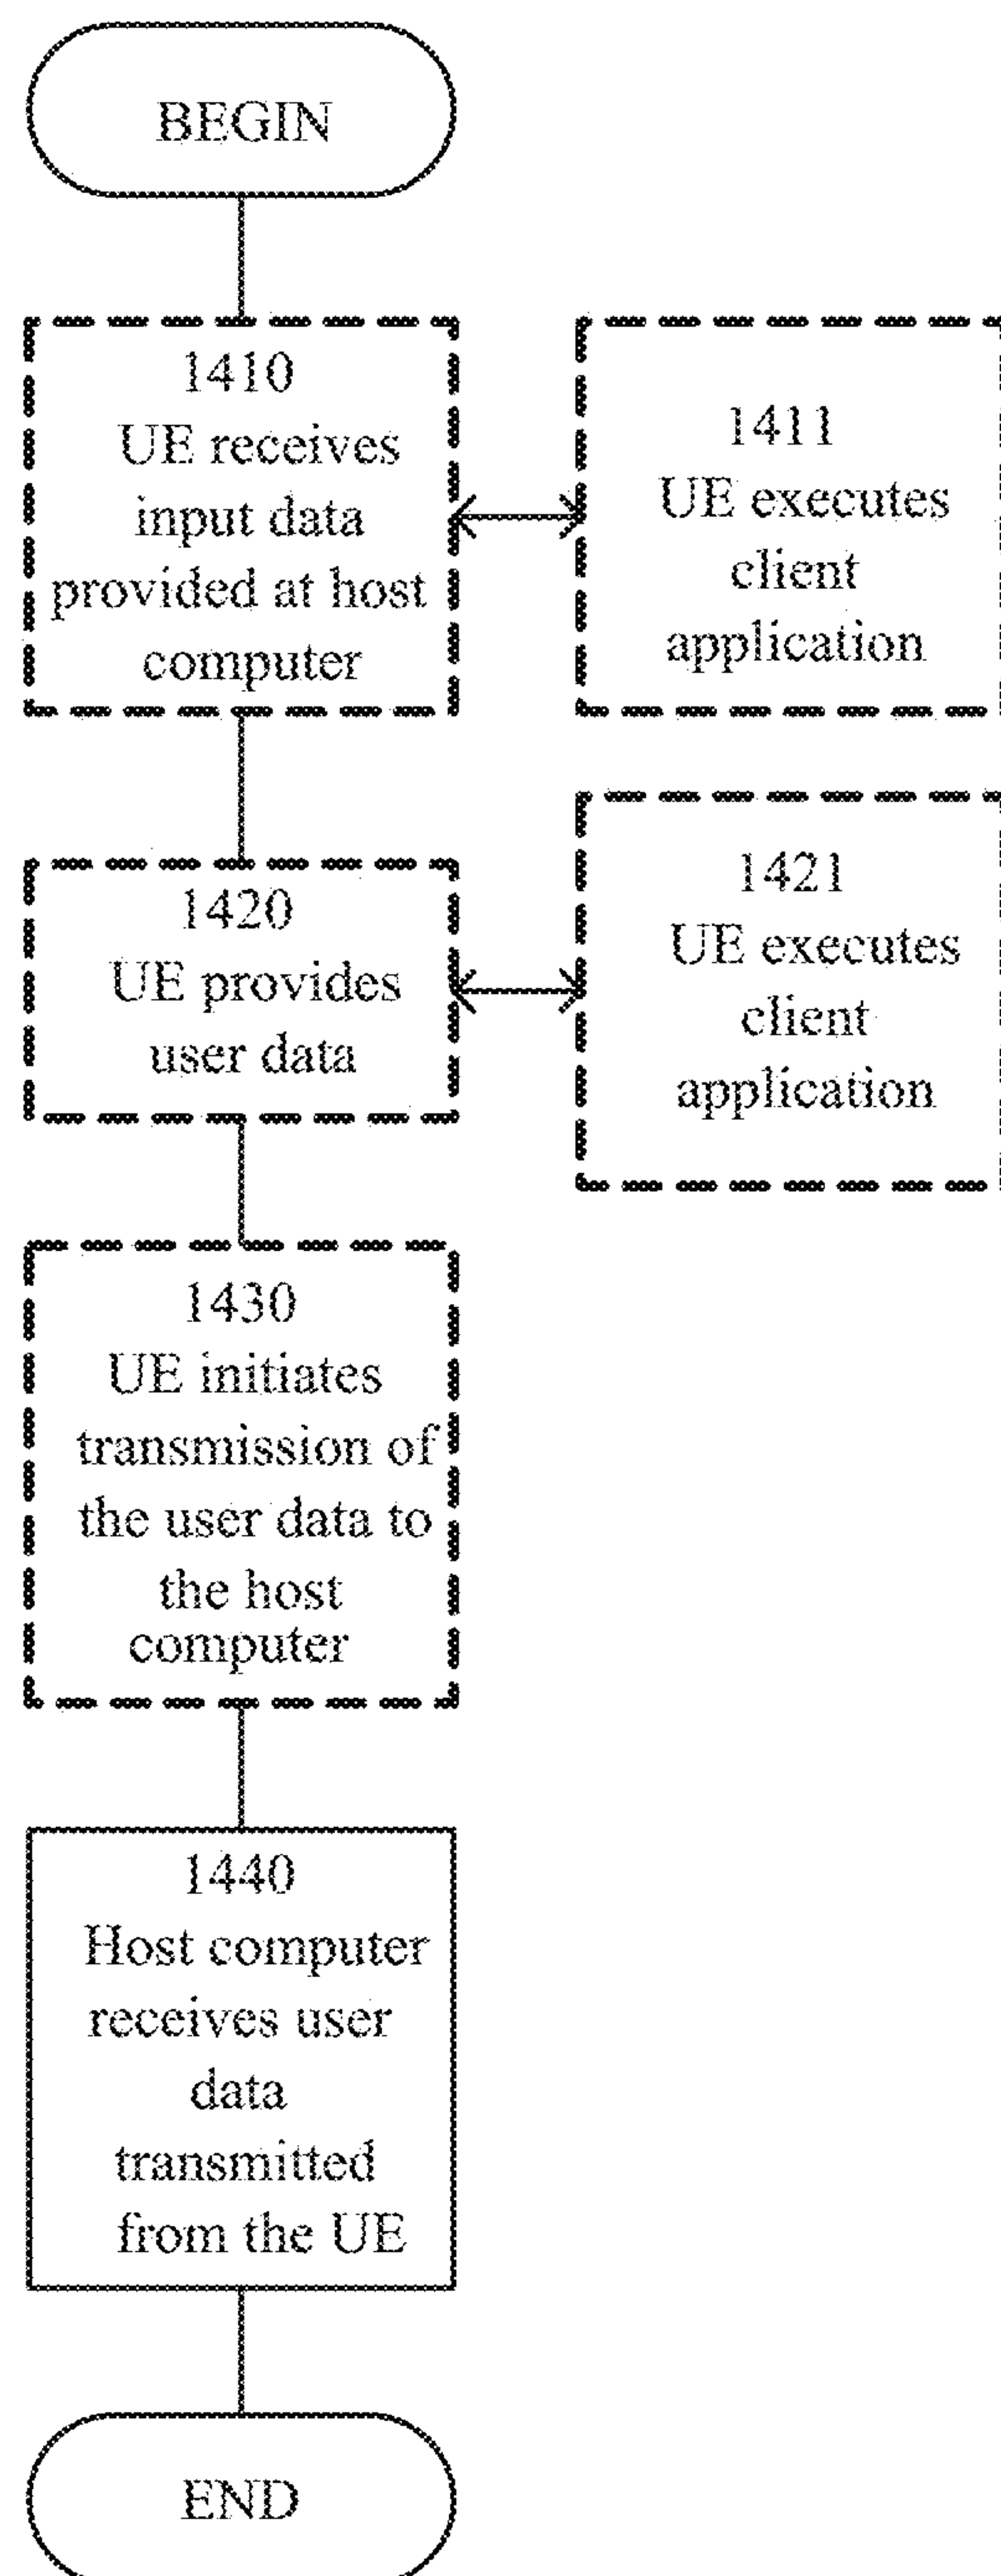 BEGIN
1410
UE receives
input data
provided at host
computer
1411
UE executes
client
application
1420
UE provides
user data
1421
UE executes
client
application
1430
UE initiates
transmission of
the user data to
the host
computer
1440
Host computer
receives user
data
transmitted
from the UE
END